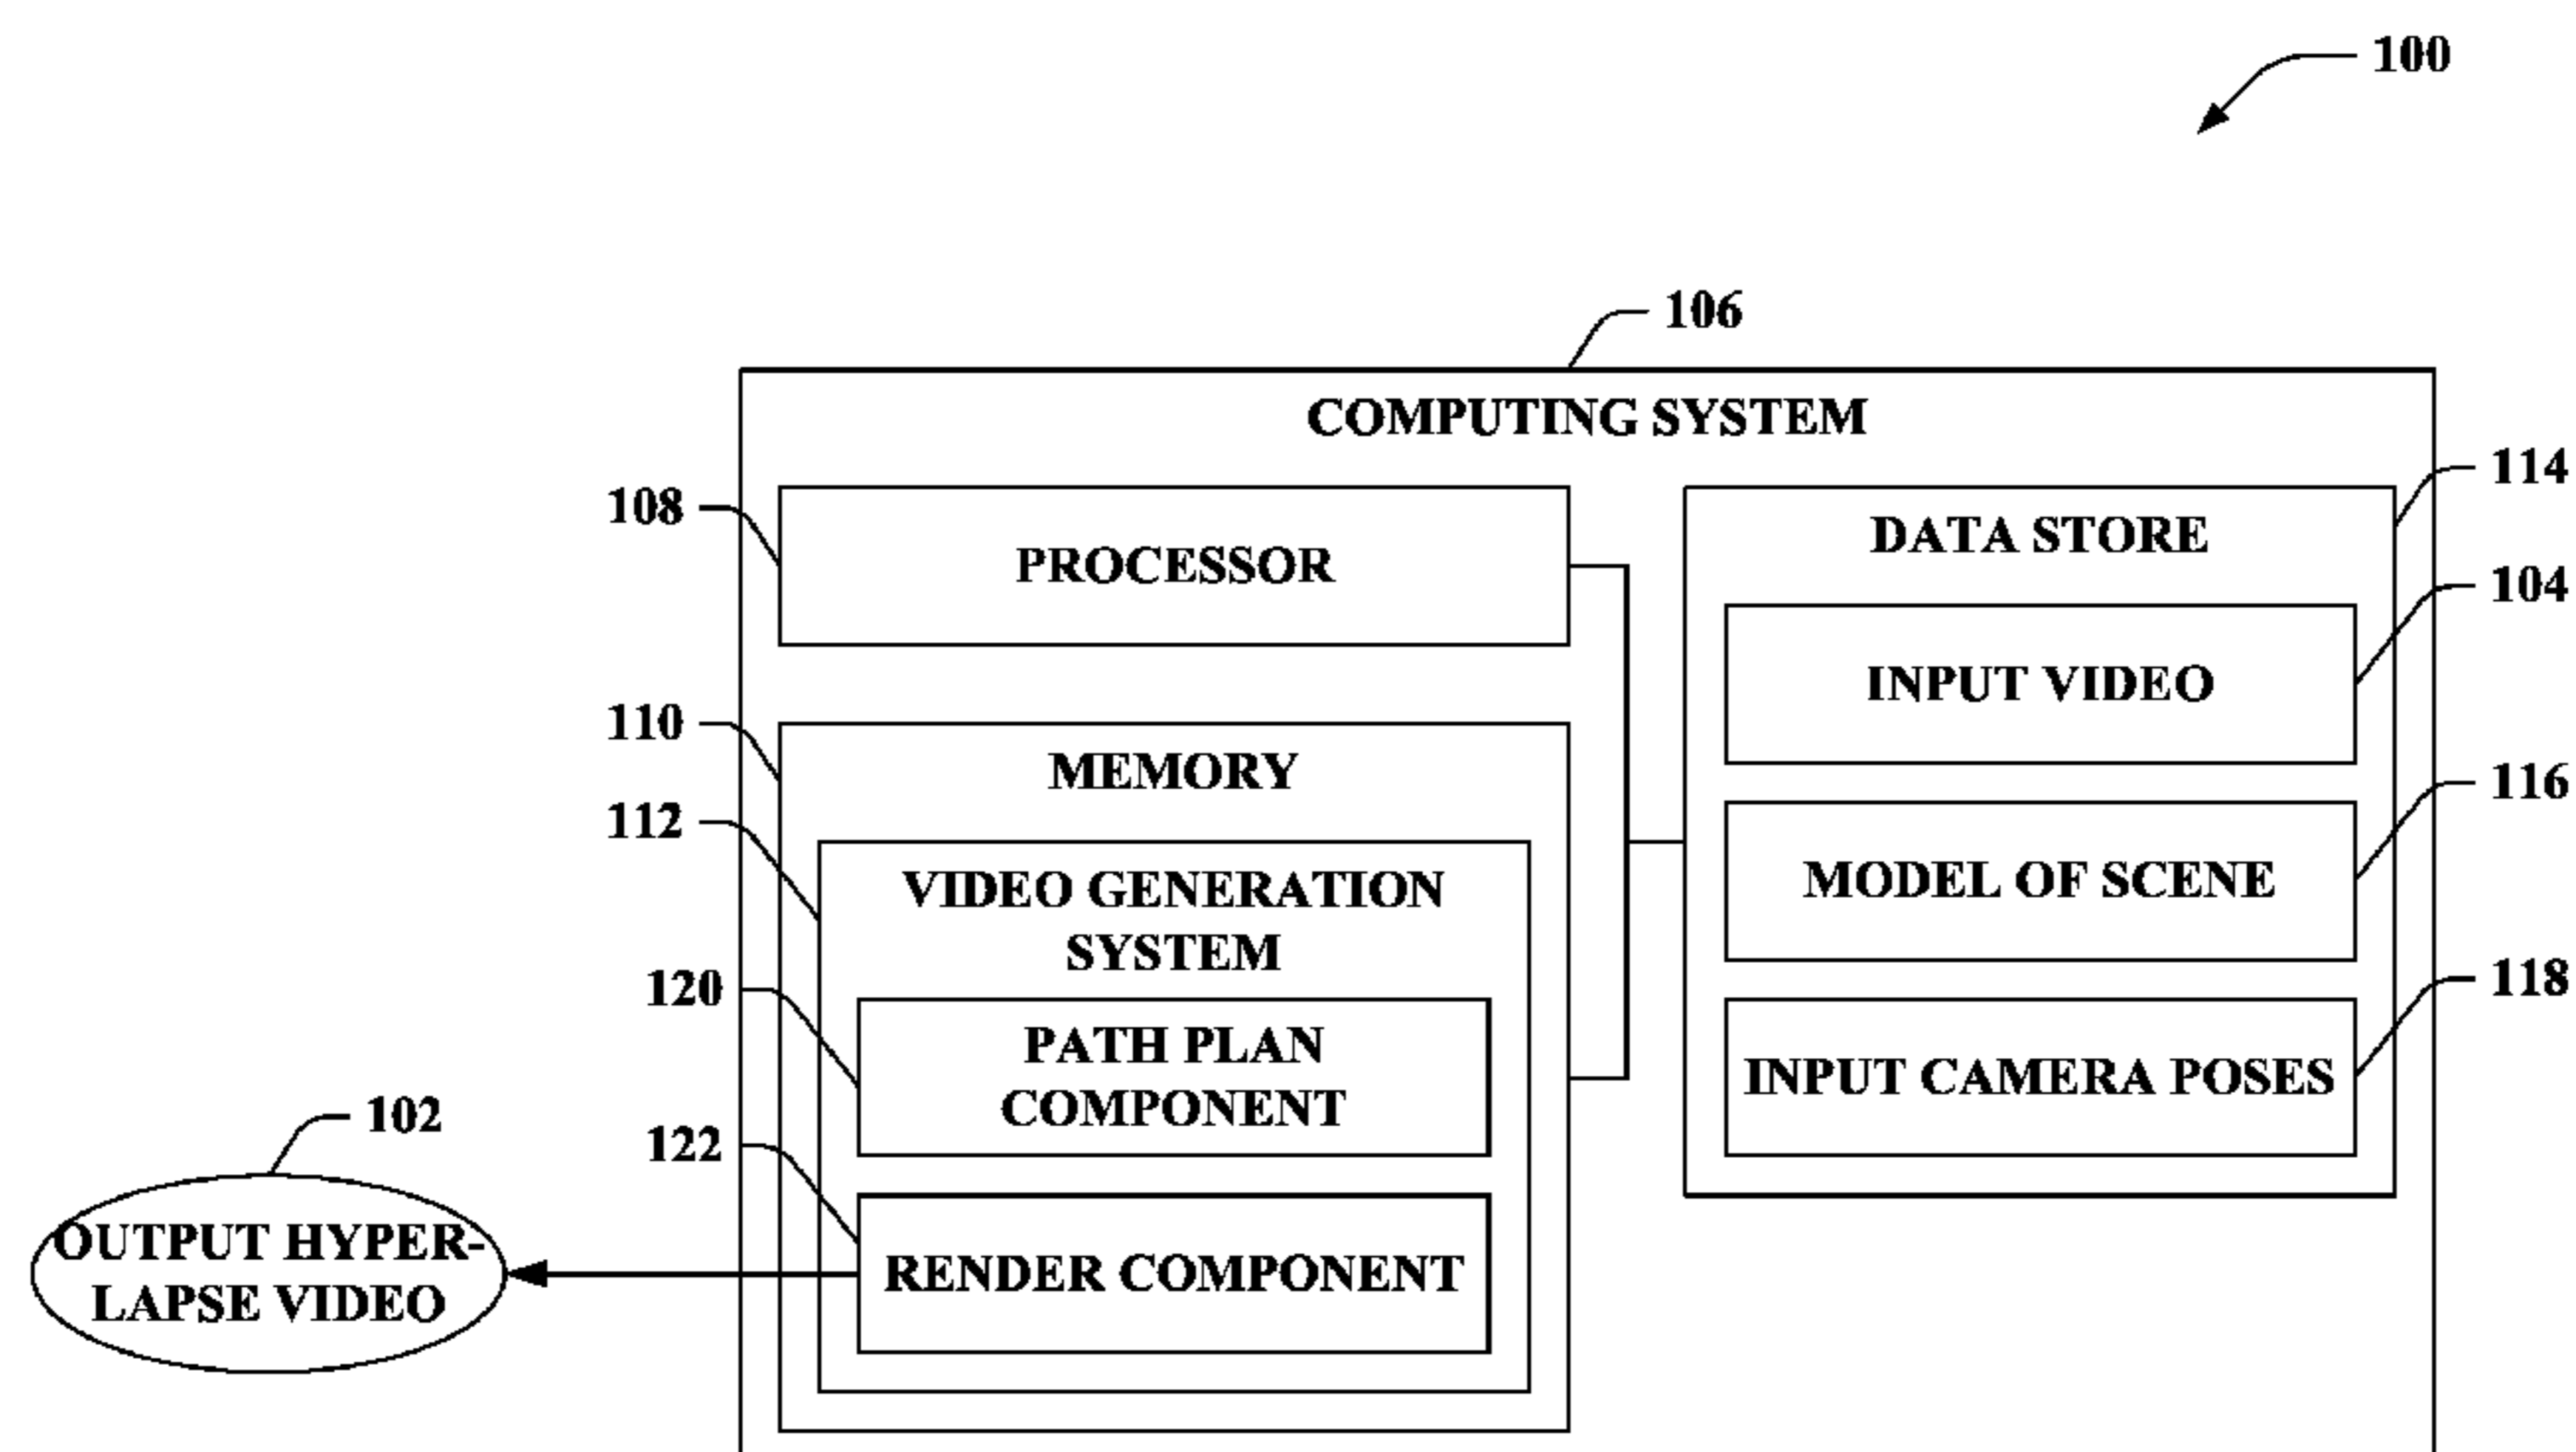 100
106
COMPUTING SYSTEM
114
108
PROCESSOR
DATA STORE
104
INPUT VIDEO
110
MEMORY
116
112
VIDEO GENERATION
SYSTEM
MODEL OF SCENE
120
118
PATH PLAN
COMPONENT
INPUT CAMERA POSES
102
122
OUTPUT HYPER-
LAPSE VIDEO
RENDER COMPONENT